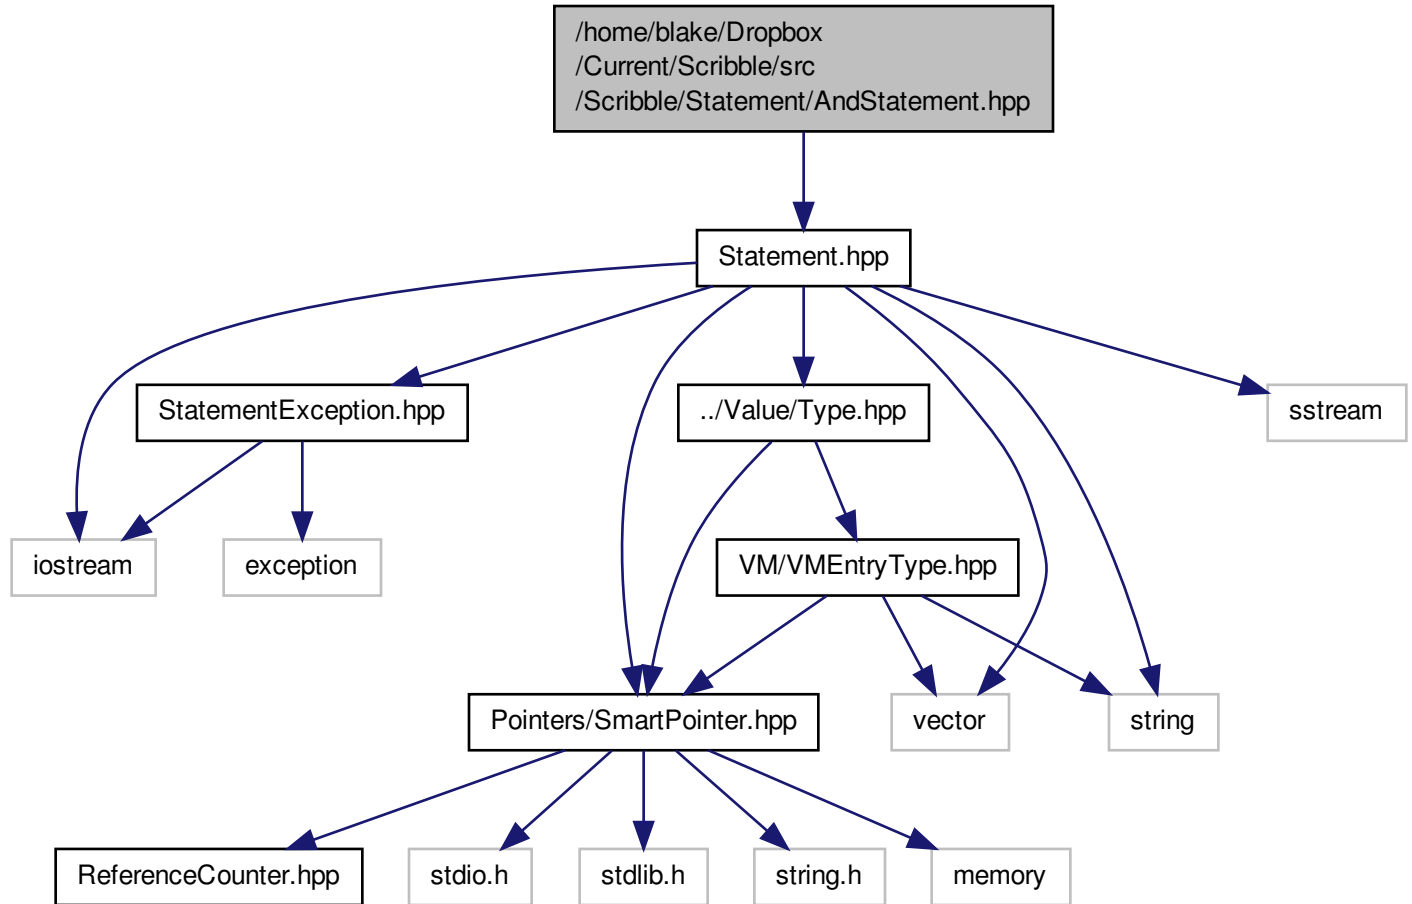 /home/blake/Dropbox
/Current/Scribble/src
/Scribble/Statement/AndStatement.hpp
Statement.hpp
StatementException.hpp
../Value/Type.hpp
sstream
iostream
exception
VM/VMEntryType.hpp
Pointers/SmartPointer.hpp
vector
string
ReferenceCounter.hpp
stdio.h
stdlib.h
string.h
memory